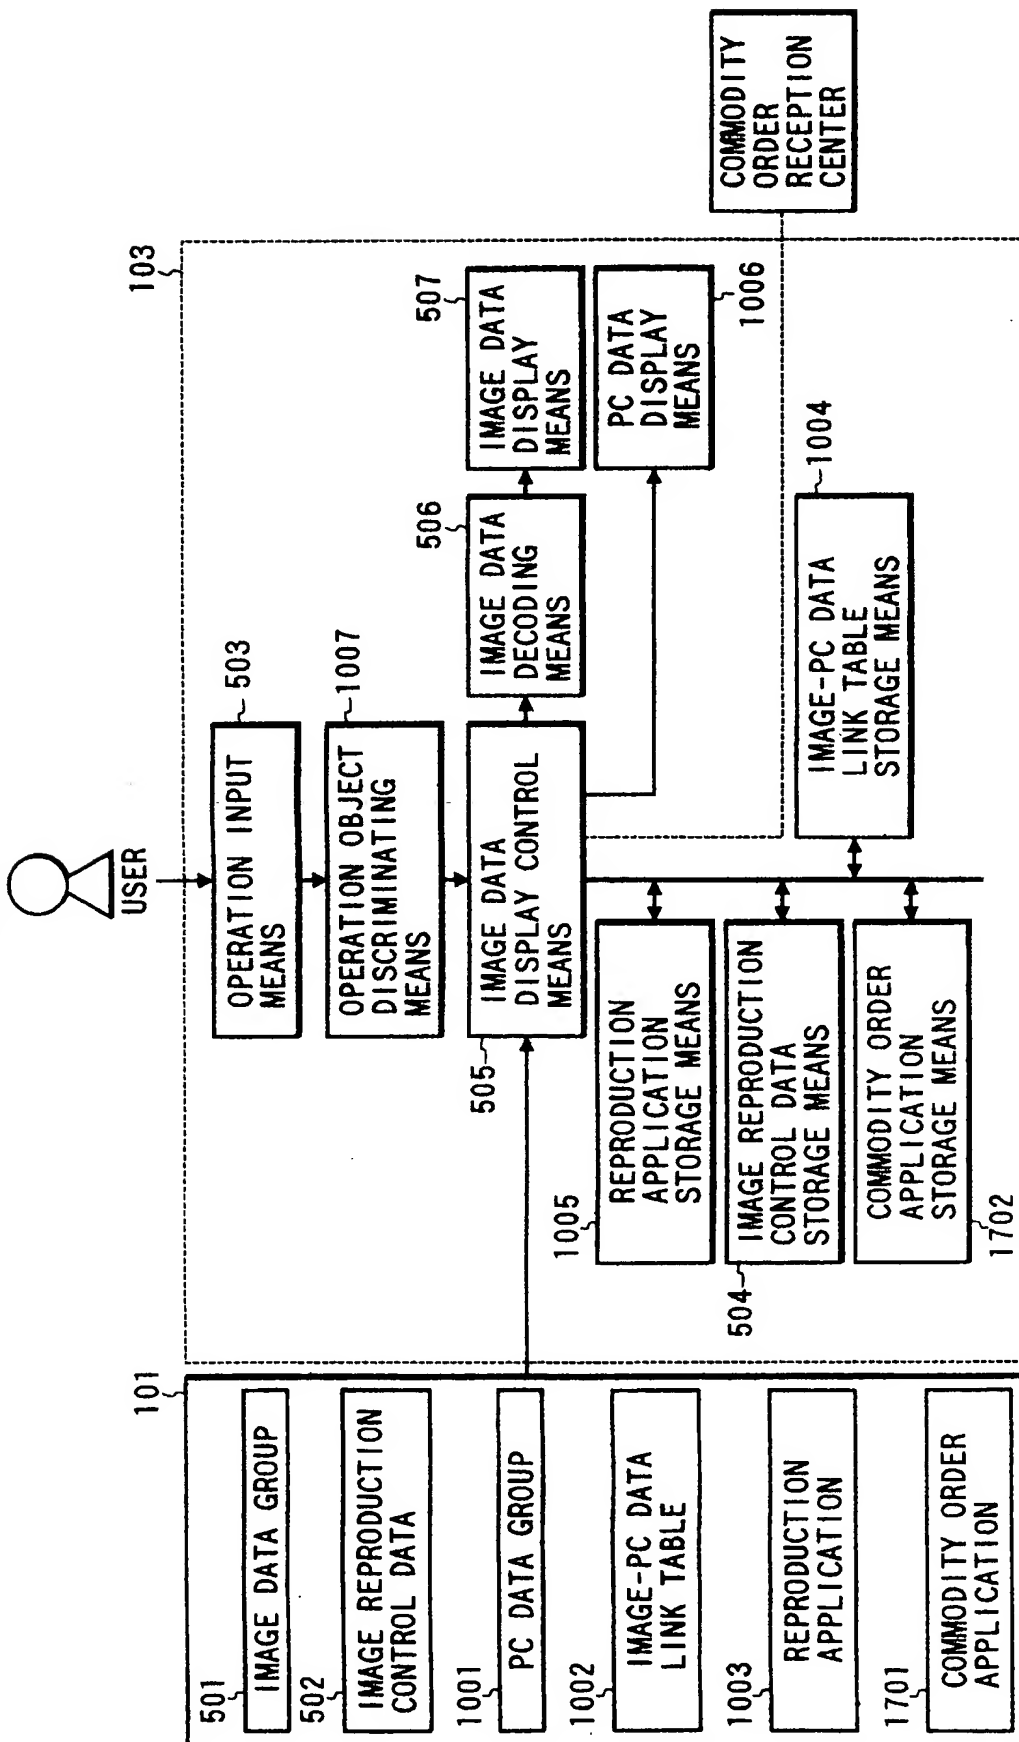 101
501
IMAGE DATA GROUP
502
IMAGE REPRODUCTION
CONTROL DATA
1001
PC DATA GROUP
1002
IMAGE-PC DATA
LINK TABLE
1003
REPRODUCTION
APPLICATION
1701
COMMODITY ORDER
APPLICATION
103
USER
503
OPERATION INPUT
MEANS
1007
OPERATION OBJECT
DISCRIMINATING
MEANS
505
IMAGE DATA
DISPLAY CONTROL
MEANS
506
IMAGE DATA
DECODING
MEANS
507
IMAGE DATA
DISPLAY
MEANS
PC DATA
DISPLAY
MEANS
1006
1005
REPRODUCTION
APPLICATION
STORAGE MEANS
504
IMAGE REPRODUCTION
CONTROL DATA
STORAGE MEANS
1702
COMMODITY ORDER
APPLICATION
STORAGE MEANS
1004
IMAGE-PC DATA
LINK TABLE
STORAGE MEANS
COMMODITY
ORDER
RECEPTION
CENTER